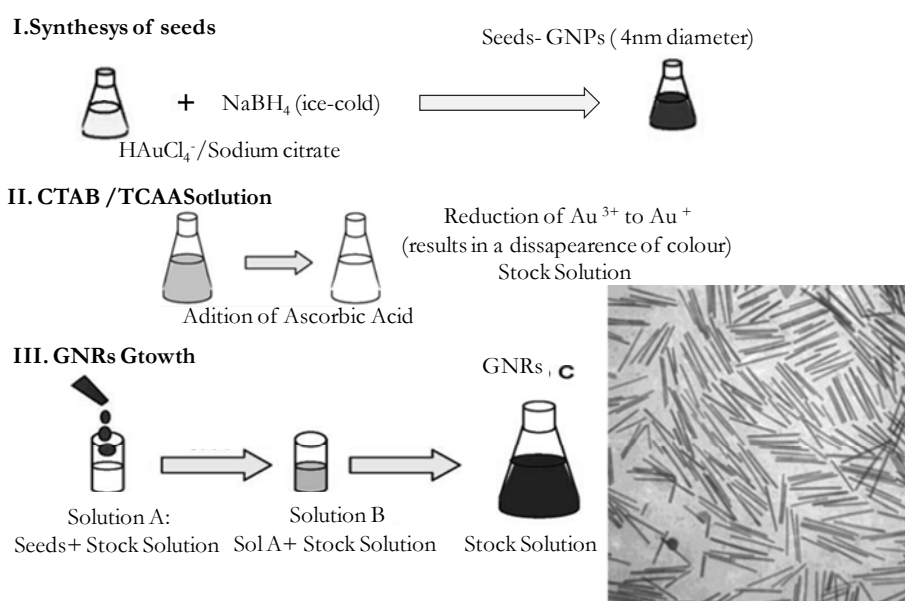 I.Synthesys of seeds
Seeds- GNPs ( 4nm diameter)
+ NaBH₄ (ice-cold)
HAuCl₄⁻/Sodium citrate
II. CTAB /TCAASotlution
Reduction of Au ³⁺ to Au ⁺
(results in a dissapearence of colour)
Stock Solution
Adition of Ascorbic Acid
III. GNRs Gtowth
GNRs , C
Solution A:
Seeds+ Stock Solution
Solution B
Sol A+ Stock Solution
Stock Solution